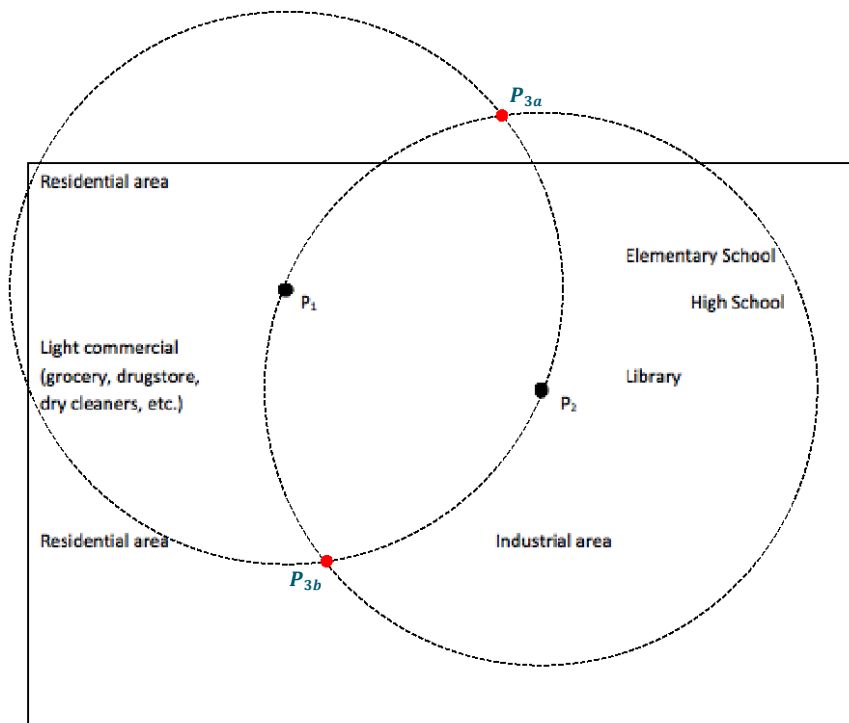 P₃ₐ
Residential area
Elementary School
P₁
High School
Light commercial
(grocery, drugstore,
dry cleaners, etc.)
Library
P₂
Residential area
Industrial area
P₃b